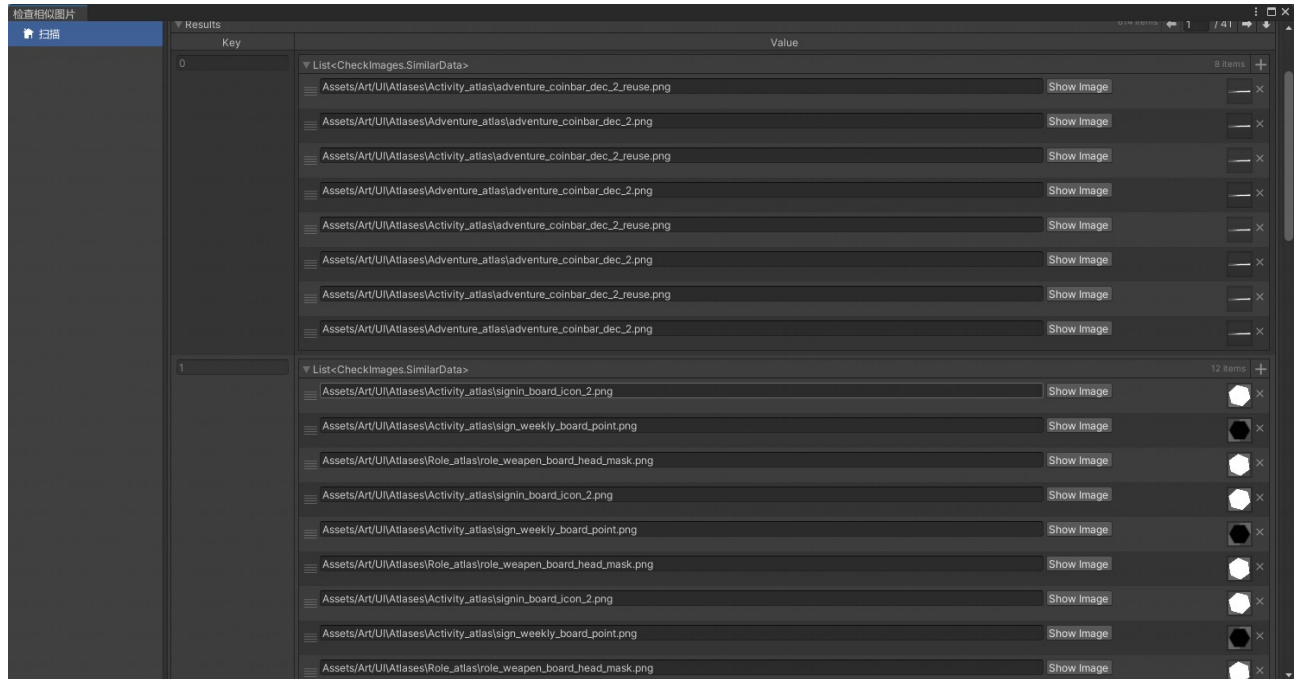 检查相似图片
扫描
Results
614 items 1 / 41
Key Value
0
List<CheckImages.SimilarData> 8 items
Assets/Art/UI\Atlases\Activity_atlas\adventure_coinbar_dec_2_reuse.png Show Image
Assets/Art/UI\Atlases\Adventure_atlas\adventure_coinbar_dec_2.png Show Image
Assets/Art/UI\Atlases\Activity_atlas\adventure_coinbar_dec_2_reuse.png Show Image
Assets/Art/UI\Atlases\Adventure_atlas\adventure_coinbar_dec_2.png Show Image
Assets/Art/UI\Atlases\Activity_atlas\adventure_coinbar_dec_2_reuse.png Show Image
Assets/Art/UI\Atlases\Adventure_atlas\adventure_coinbar_dec_2.png Show Image
Assets/Art/UI\Atlases\Activity_atlas\adventure_coinbar_dec_2_reuse.png Show Image
Assets/Art/UI\Atlases\Adventure_atlas\adventure_coinbar_dec_2.png Show Image
1
List<CheckImages.SimilarData> 12 items
Assets/Art/UI\Atlases\Activity_atlas\signin_board_icon_2.png Show Image
Assets/Art/UI\Atlases\Activity_atlas\sign_weekly_board_point.png Show Image
Assets/Art/UI\Atlases\Role_atlas\role_weapen_board_head_mask.png Show Image
Assets/Art/UI\Atlases\Activity_atlas\signin_board_icon_2.png Show Image
Assets/Art/UI\Atlases\Activity_atlas\sign_weekly_board_point.png Show Image
Assets/Art/UI\Atlases\Role_atlas\role_weapen_board_head_mask.png Show Image
Assets/Art/UI\Atlases\Activity_atlas\signin_board_icon_2.png Show Image
Assets/Art/UI\Atlases\Activity_atlas\sign_weekly_board_point.png Show Image
Assets/Art/UI\Atlases\Role_atlas\role_weapen_board_head_mask.png Show Image